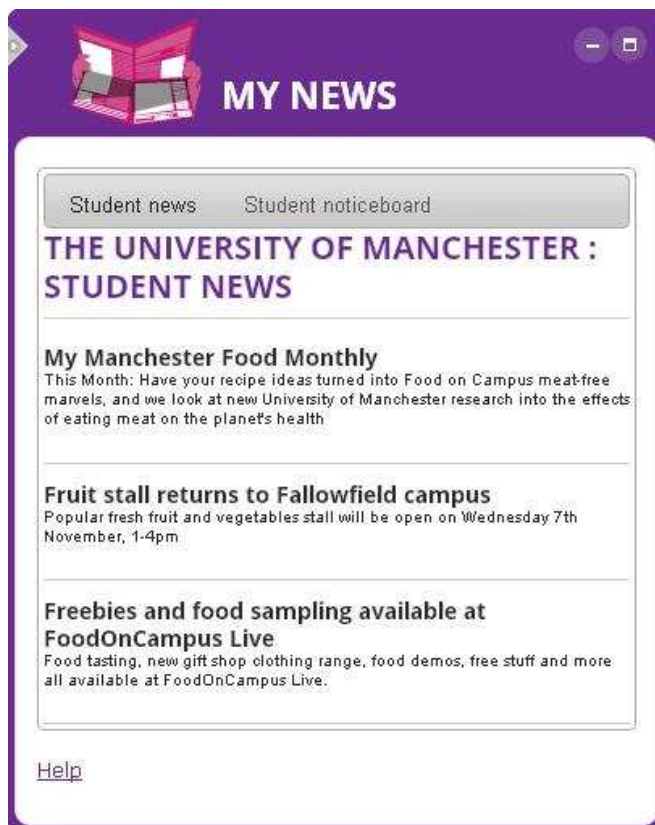 MY NEWS
Student news Student noticeboard
THE UNIVERSITY OF MANCHESTER :
STUDENT NEWS
My Manchester Food Monthly
This Month: Have your recipe ideas turned into Food on Campus meat-free
marvels, and we look at new University of Manchester research into the effects
of eating meat on the planet's health
Fruit stall returns to Fallowfield campus
Popular fresh fruit and vegetables stall will be open on Wednesday 7th
November, 1-4pm
Freebies and food sampling available at
FoodOnCampus Live
Food tasting, new gift shop clothing range, food demos, free stuff and more
all available at FoodOnCampus Live.
Help